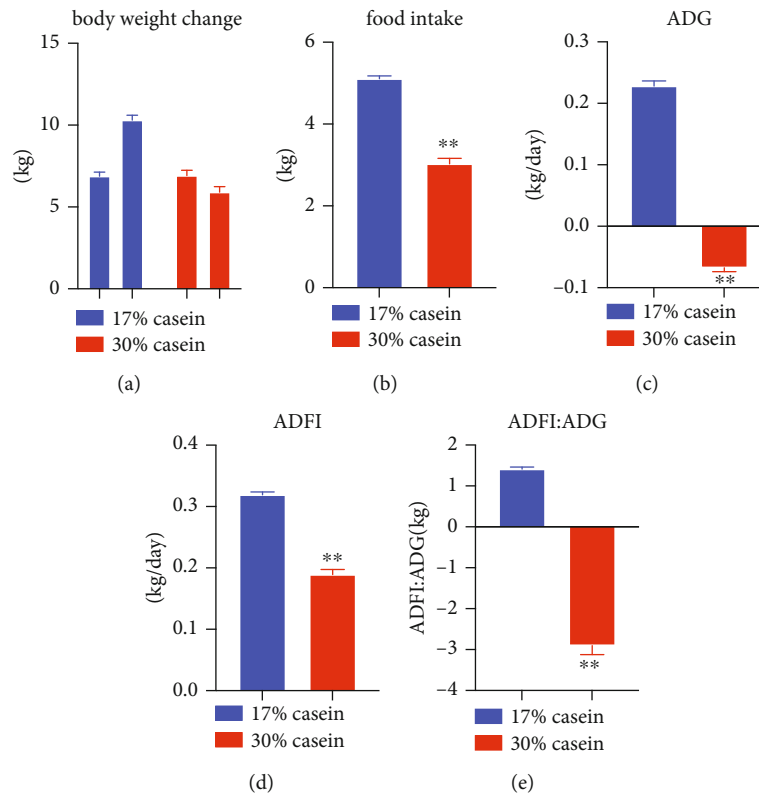 body weight change
15
10
5
0
(kg)
17% casein
30% casein
(a)
food intake
6
4
2
0
(kg)
**
17% casein
30% casein
(b)
ADG
0.3
0.2
0.1
0.0
−0.1
(kg/day)
**
17% casein
30% casein
(c)
ADFI
0.4
0.3
0.2
0.1
0.0
(kg/day)
**
17% casein
30% casein
(d)
ADFI:ADG
2
1
0
−1
−2
−3
−4
ADFI:ADG(kg)
**
17% casein
30% casein
(e)